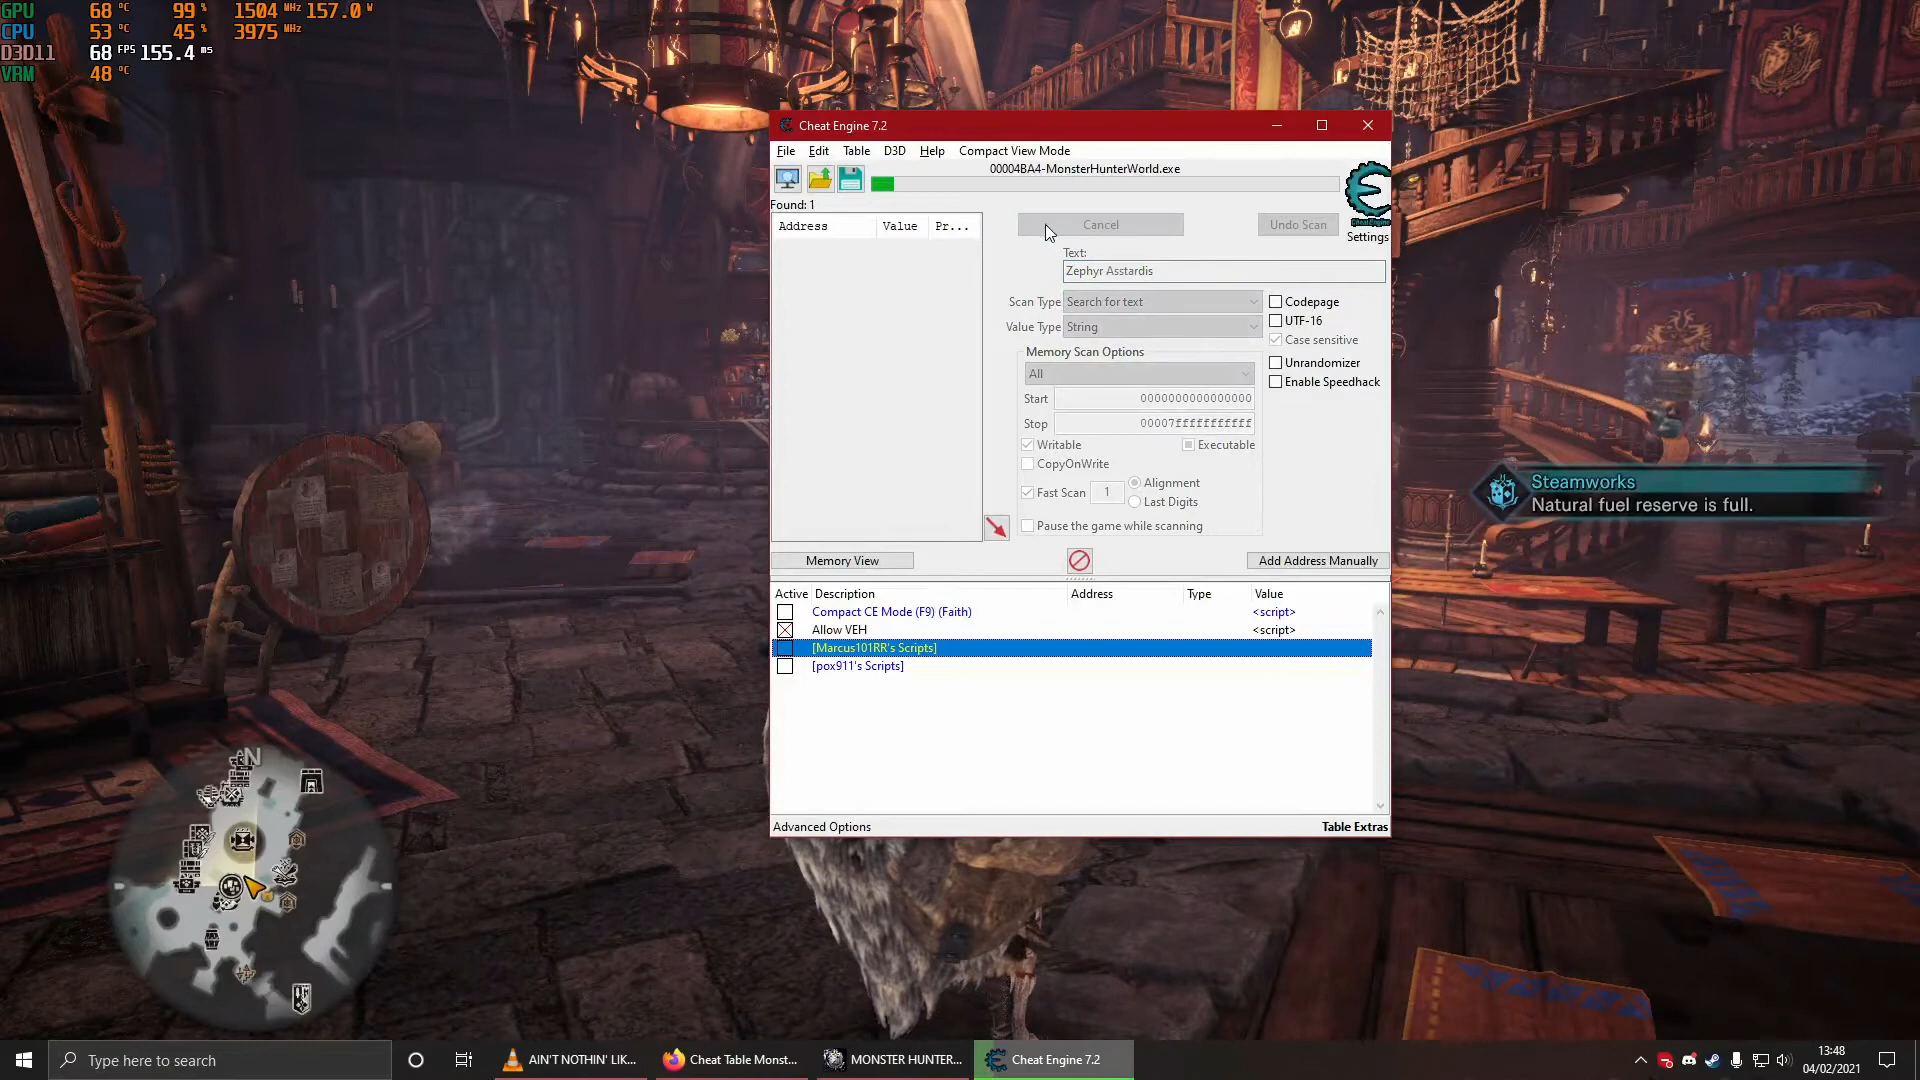 GPU 68 °C 99 % 1504 MHz 157.0 W
CPU 53 °C 45 % 3975 MHz
D3D11 68 FPS 155.4 ms
VRM 48 °C
Cheat Engine 7.2
File Edit Table D3D Help Compact View Mode
00004BA4-MonsterHunterWorld.exe
Found: 1
Address Value Pr...
Cancel Undo Scan
Cheat Engine
Settings
Text:
Zephyr Asstardis
Scan Type Search for text Codepage
Value Type String UTF-16
Case sensitive
Memory Scan Options
All Unrandomizer
Enable Speedhack
Start 0000000000000000
Stop 00007fffffffffff
Writable Executable
CopyOnWrite
Fast Scan 1 Alignment
Last Digits
Pause the game while scanning
Memory View Add Address Manually
Active Description Address Type Value
Compact CE Mode (F9) (Faith) <script>
Allow VEH <script>
[Marcus101RR's Scripts]
[pox911's Scripts]
Advanced Options Table Extras
Steamworks
Natural fuel reserve is full.
N
Type here to search
AIN'T NOTHIN' LIK...
Cheat Table Monst...
MONSTER HUNTER...
Cheat Engine 7.2
13:48
04/02/2021